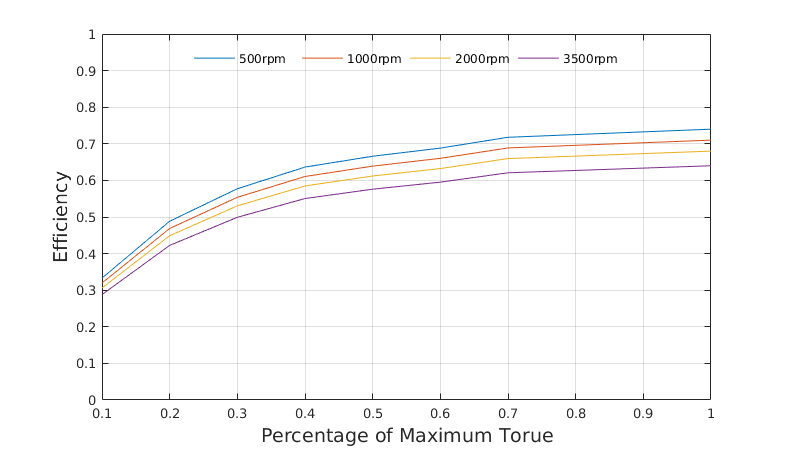 1
500rpm 1000rpm 2000rpm 3500rpm
0.9
0.8
0.7
0.6
0.5
0.4
0.3
0.2
0.1
0
Efficiency
0.1 0.2 0.3 0.4 0.5 0.6 0.7 0.8 0.9 1
Percentage of Maximum Torue